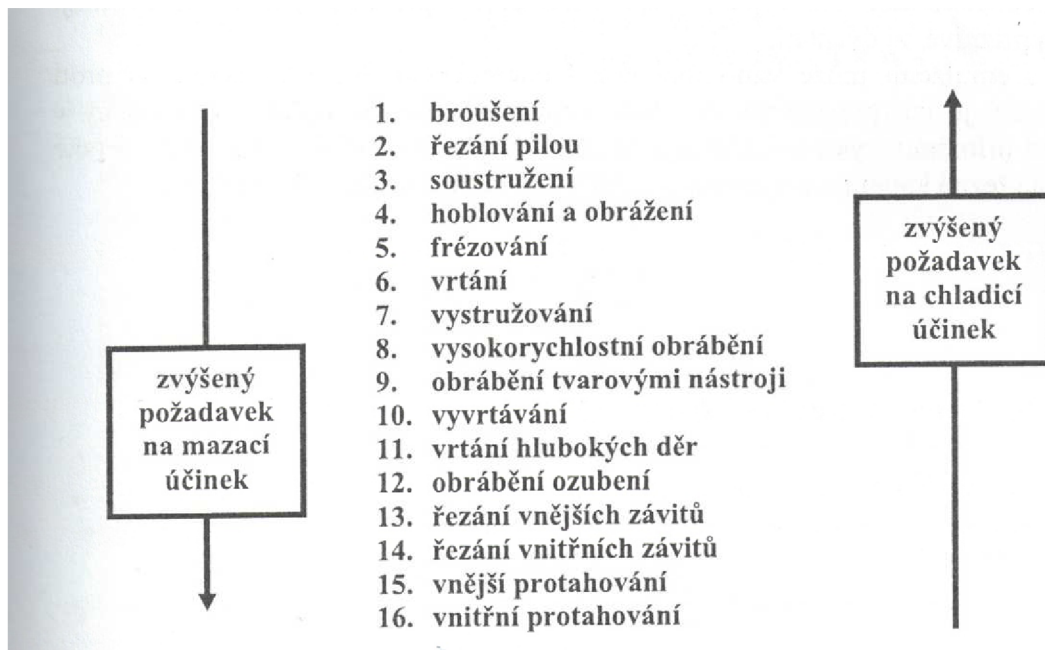 1. broušení
2. řezání pilou
3. soustružení
4. hoblování a obrážení
5. frézování
6. vrtání
7. vystružování
8. vysokorychlostní obrábění
9. obrábění tvarovými nástroji
10. vyvrtávání
11. vrtání hlubokých děr
12. obrábění ozubení
13. řezání vnějších závitů
14. řezání vnitřních závitů
15. vnější protahování
16. vnitřní protahování
zvýšený
požadavek
na mazací
účinek
zvýšený
požadavek
na chladicí
účinek